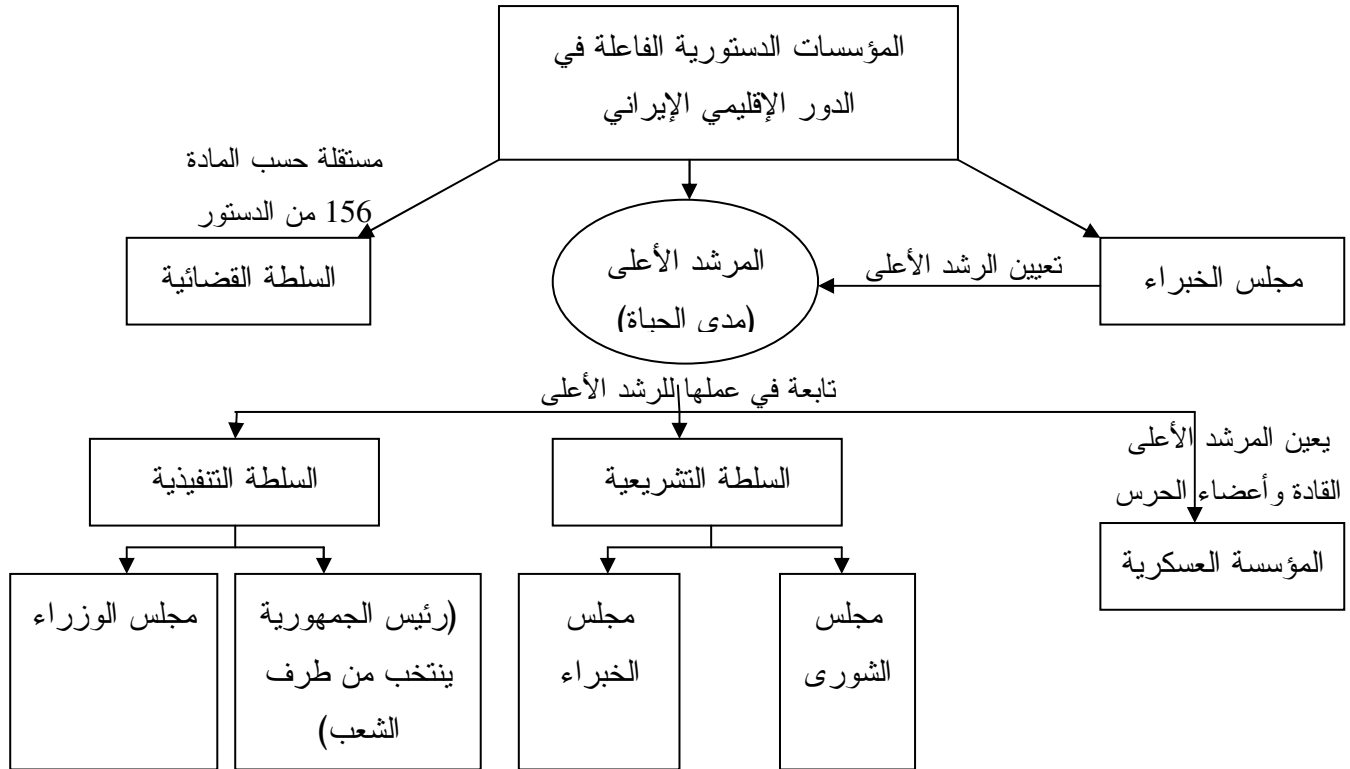 المؤسسات الدستورية الفاعلة في
الدور الإقليمي الإيراني
مستقلة حسب المادة
156 من الدستور
مجلس الخبراء
تعيين الرشد الأعلى
المرشد الأعلى
(مدى الحياة)
السلطة القضائية
تابعة في عملها للرشد الأعلى
يعين المرشد الأعلى
القادة وأعضاء الحرس
المؤسسة العسكرية
السلطة التشريعية
السلطة التنفيذية
مجلس
الشورى
مجلس
الخبراء
(رئيس الجمهورية
ينتخب من طرف
الشعب)
مجلس الوزراء